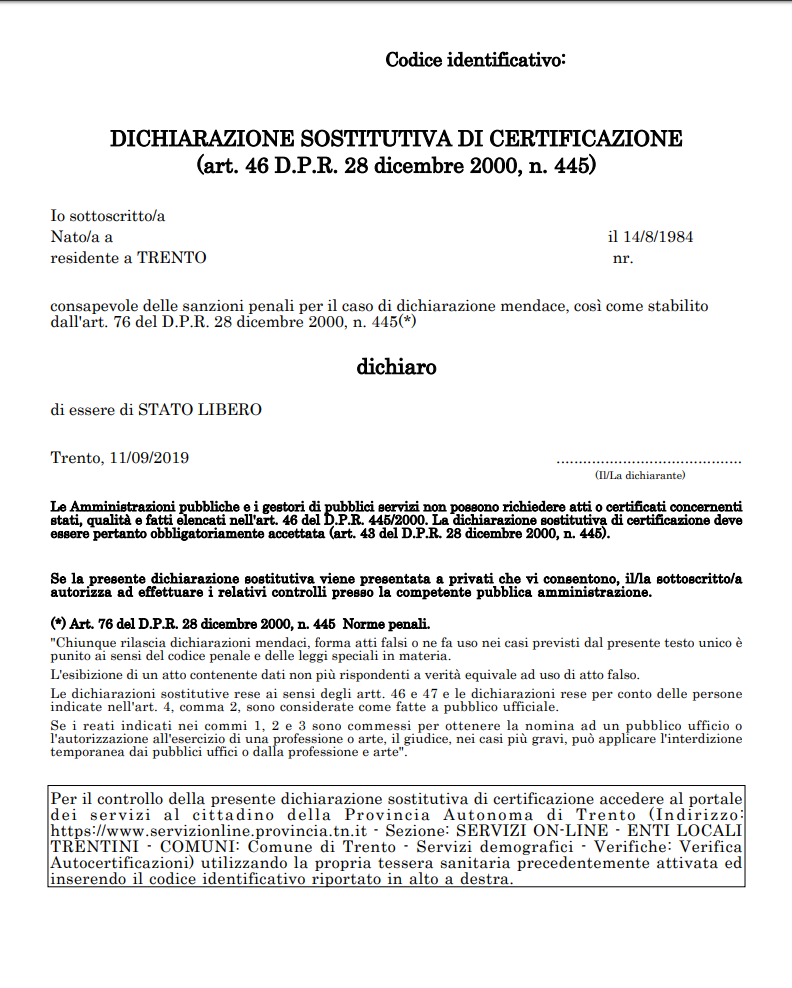 Codice identificativo:
DICHIARAZIONE SOSTITUTIVA DI CERTIFICAZIONE
(art. 46 D.P.R. 28 dicembre 2000, n. 445)
Io sottoscritto/a
Nato/a a il 14/8/1984
residente a TRENTO nr.
consapevole delle sanzioni penali per il caso di dichiarazione mendace, così come stabilito
dall'art. 76 del D.P.R. 28 dicembre 2000, n. 445(*)
dichiaro
di essere di STATO LIBERO
Trento, 11/09/2019 ..........................................
(Il/La dichiarante)
Le Amministrazioni pubbliche e i gestori di pubblici servizi non possono richiedere atti o certificati concernenti
stati, qualità e fatti elencati nell'art. 46 del D.P.R. 445/2000. La dichiarazione sostitutiva di certificazione deve
essere pertanto obbligatoriamente accettata (art. 43 del D.P.R. 28 dicembre 2000, n. 445).
Se la presente dichiarazione sostitutiva viene presentata a privati che vi consentono, il/la sottoscritto/a
autorizza ad effettuare i relativi controlli presso la competente pubblica amministrazione.
(*) Art. 76 del D.P.R. 28 dicembre 2000, n. 445 Norme penali.
"Chiunque rilascia dichiarazioni mendaci, forma atti falsi o ne fa uso nei casi previsti dal presente testo unico è
punito ai sensi del codice penale e delle leggi speciali in materia.
L'esibizione di un atto contenente dati non più rispondenti a verità equivale ad uso di atto falso.
Le dichiarazioni sostitutive rese ai sensi degli artt. 46 e 47 e le dichiarazioni rese per conto delle persone
indicate nell'art. 4, comma 2, sono considerate come fatte a pubblico ufficiale.
Se i reati indicati nei commi 1, 2 e 3 sono commessi per ottenere la nomina ad un pubblico ufficio o
l'autorizzazione all'esercizio di una professione o arte, il giudice, nei casi più gravi, può applicare l'interdizione
temporanea dai pubblici uffici o dalla professione e arte".
Per il controllo della presente dichiarazione sostitutiva di certificazione accedere al portale
dei servizi al cittadino della Provincia Autonoma di Trento (Indirizzo:
https://www.servizionline.provincia.tn.it - Sezione: SERVIZI ON-LINE - ENTI LOCALI
TRENTINI - COMUNI: Comune di Trento - Servizi demografici - Verifiche: Verifica
Autocertificazioni) utilizzando la propria tessera sanitaria precedentemente attivata ed
inserendo il codice identificativo riportato in alto a destra.